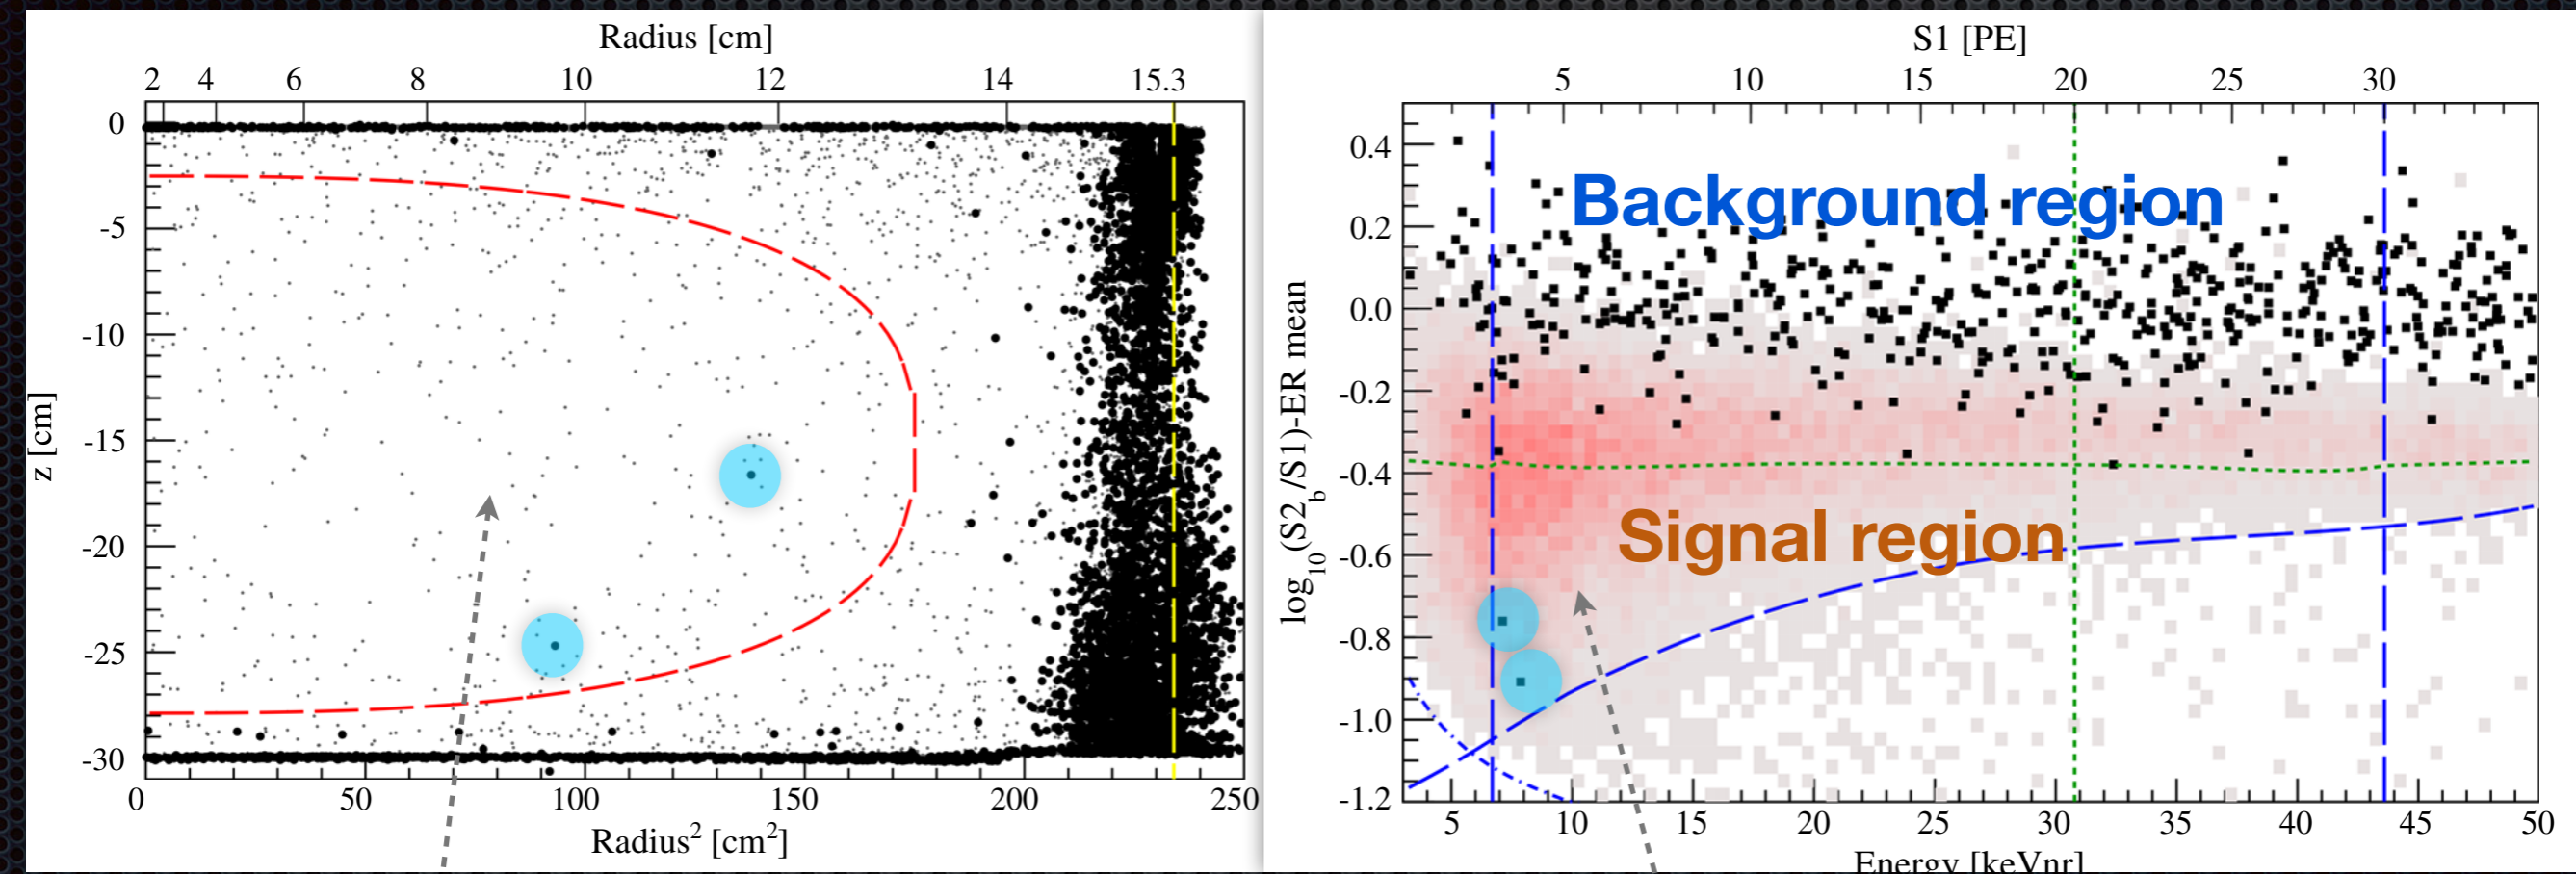 Radius [cm]
2 4 6 8 10 12 14 15.3
0
-5
-10
-15
-20
-25
-30
z [cm]
0 50 100 150 200 250
Radius2 [cm2]
S1 [PE]
5 10 15 20 25 30
0.4
0.2
0.0
-0.2
-0.4
-0.6
-0.8
-1.0
-1.2
log10(S2b/S1)-ER mean
Background region
Signal region
5 10 15 20 25 30 35 40 45 50
Energy [keVnr]